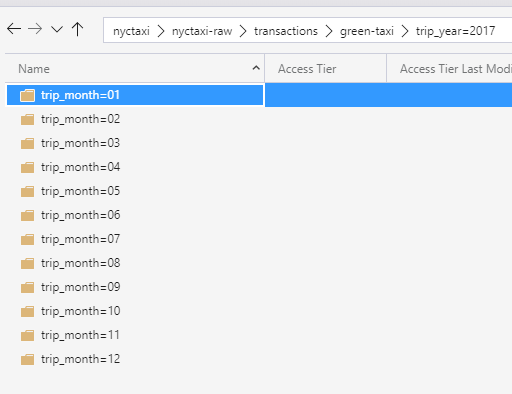 nyctaxi > nyctaxi-raw > transactions > green-taxi > trip_year=2017
Name Access Tier Access Tier Last Modi
trip_month=01
trip_month=02
trip_month=03
trip_month=04
trip_month=05
trip_month=06
trip_month=07
trip_month=08
trip_month=09
trip_month=10
trip_month=11
trip_month=12